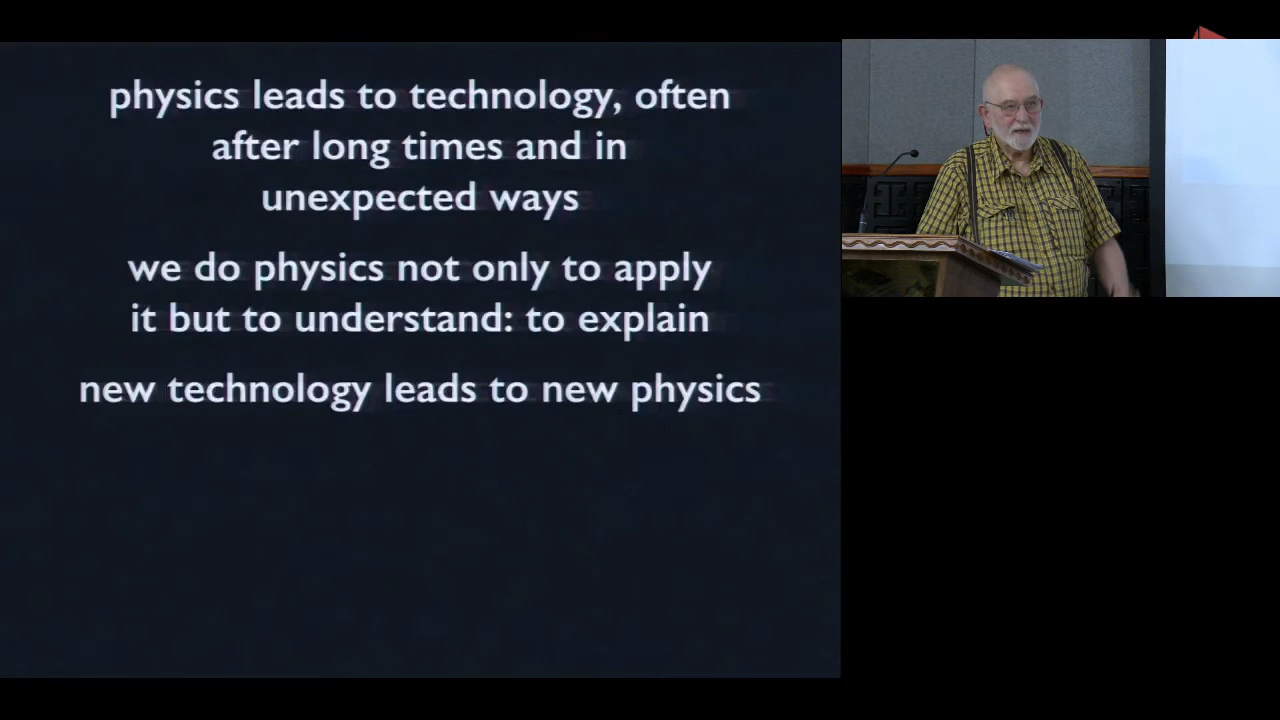 physics leads to technology, often
after long times and in
unexpected ways
we do physics not only to apply
it but to understand: to explain
new technology leads to new physics